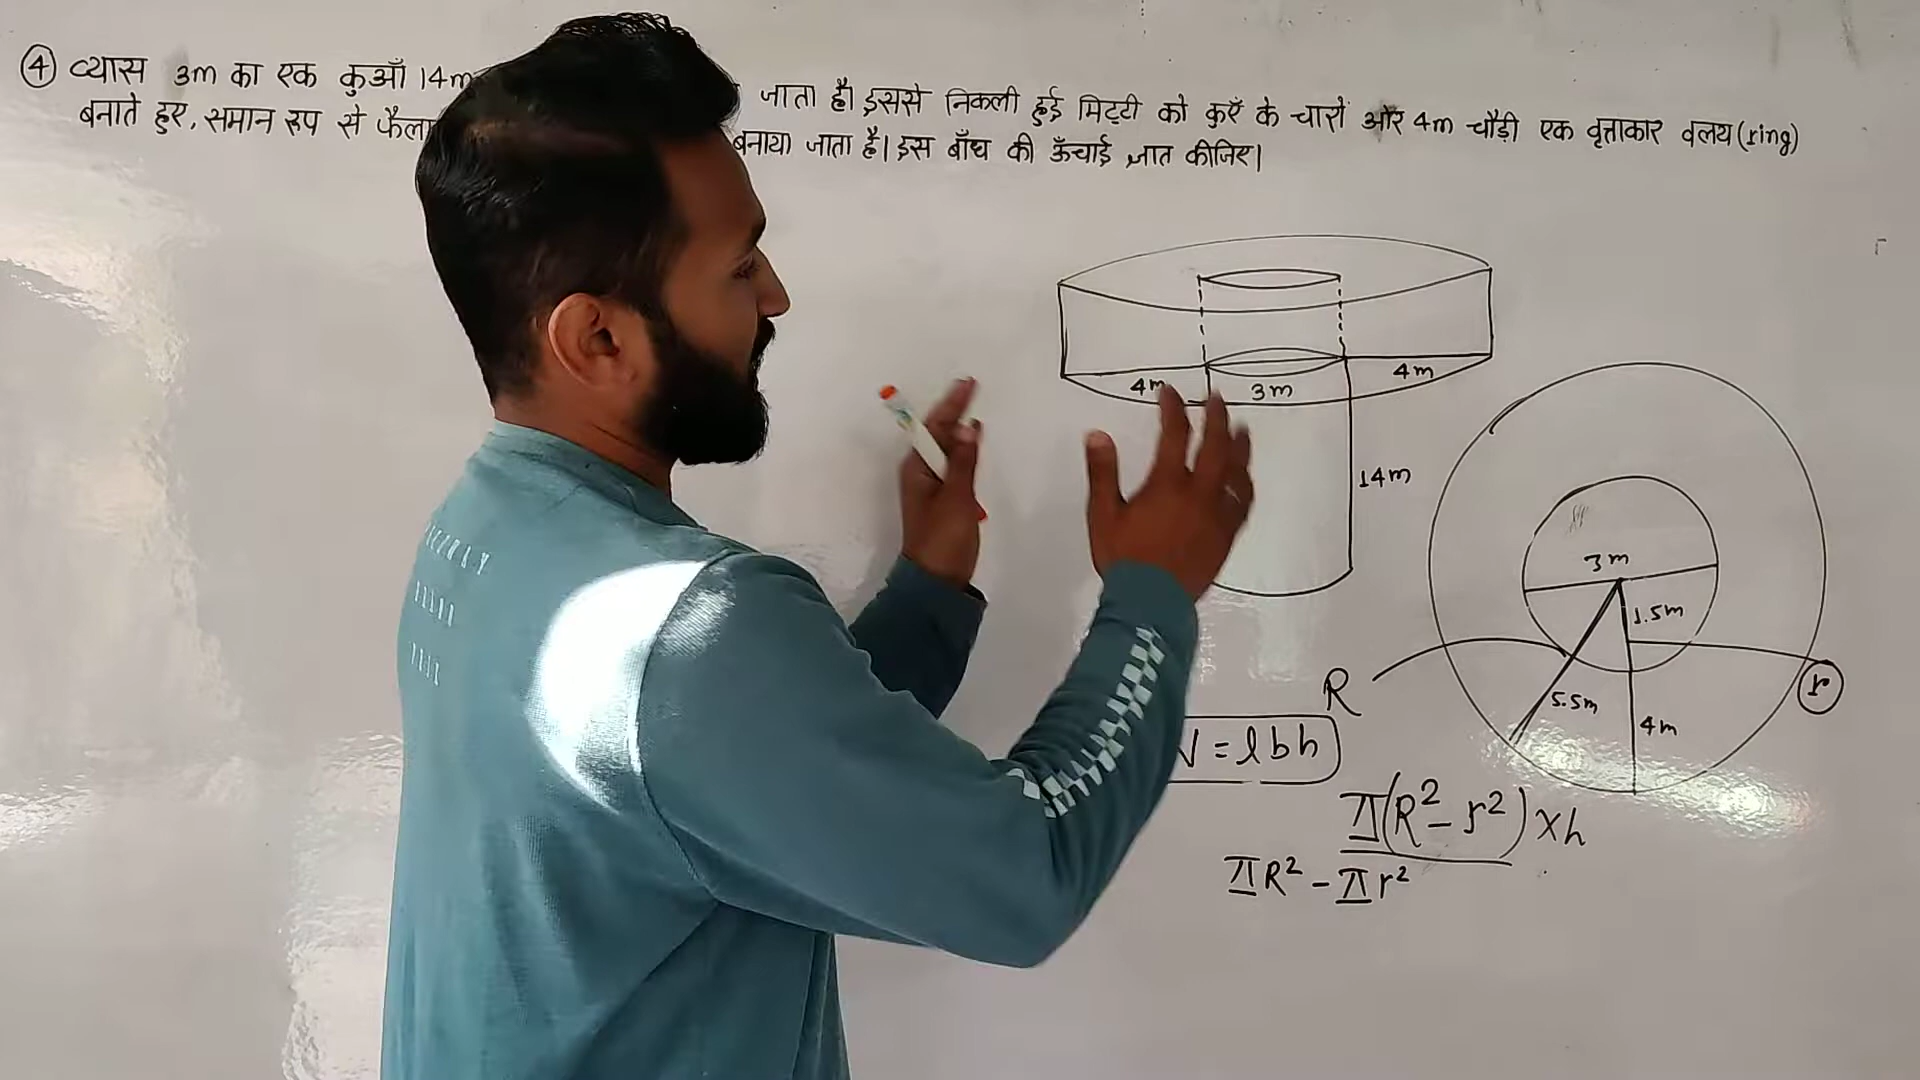 ④ व्यास 3m का एक कुआँ 14m जाता है। इससे निकली हुई मिट्टी को कुएँ के चारों ओर 4m चौड़ी एक वृत्ताकार वलय (ring)
बनाते हुए, समान रूप से फैला बनाया जाता है। इस बाँध की ऊँचाई ज्ञात कीजिए।
4m
3m
4m
14m
3m
1.5m
R
5.5m
r
4m
V = lbh
π(R² - r²) × h
πR² - πr²